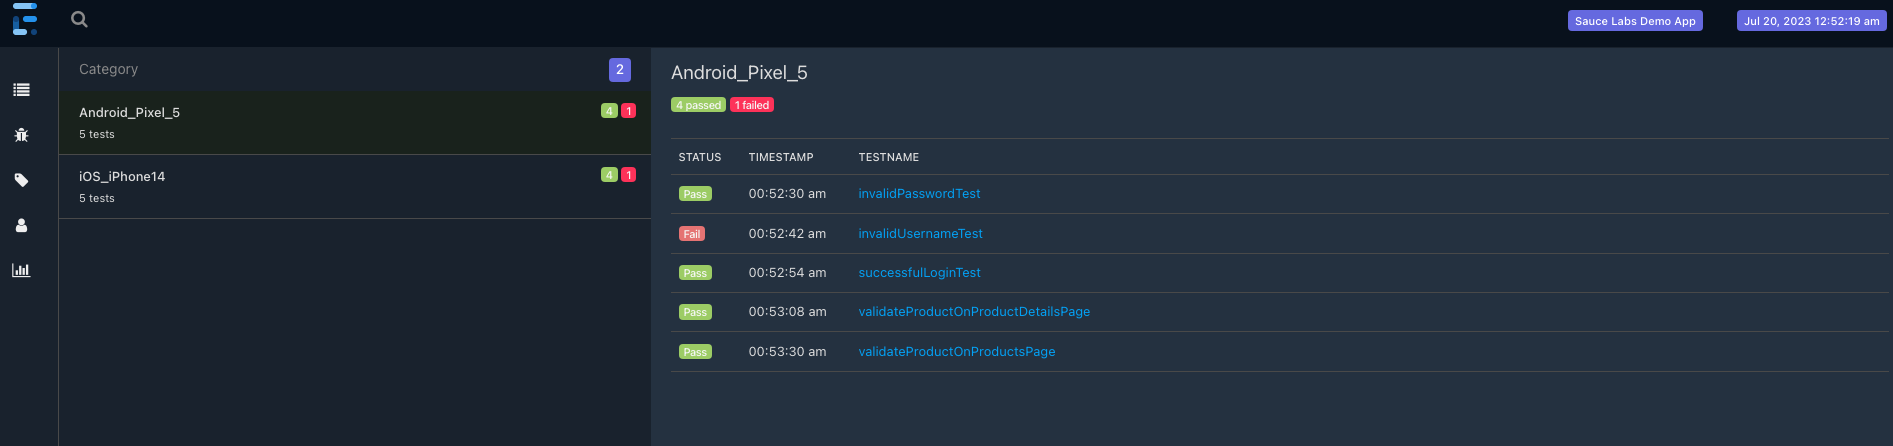 Sauce Labs Demo App Jul 20, 2023 12:52:19 am
Category 2
Android_Pixel_5 4 1
5 tests
iOS_iPhone14 4 1
5 tests
Android_Pixel_5
4 passed 1 failed
STATUS TIMESTAMP TESTNAME
Pass 00:52:30 am invalidPasswordTest
Fail 00:52:42 am invalidUsernameTest
Pass 00:52:54 am successfulLoginTest
Pass 00:53:08 am validateProductOnProductDetailsPage
Pass 00:53:30 am validateProductOnProductsPage